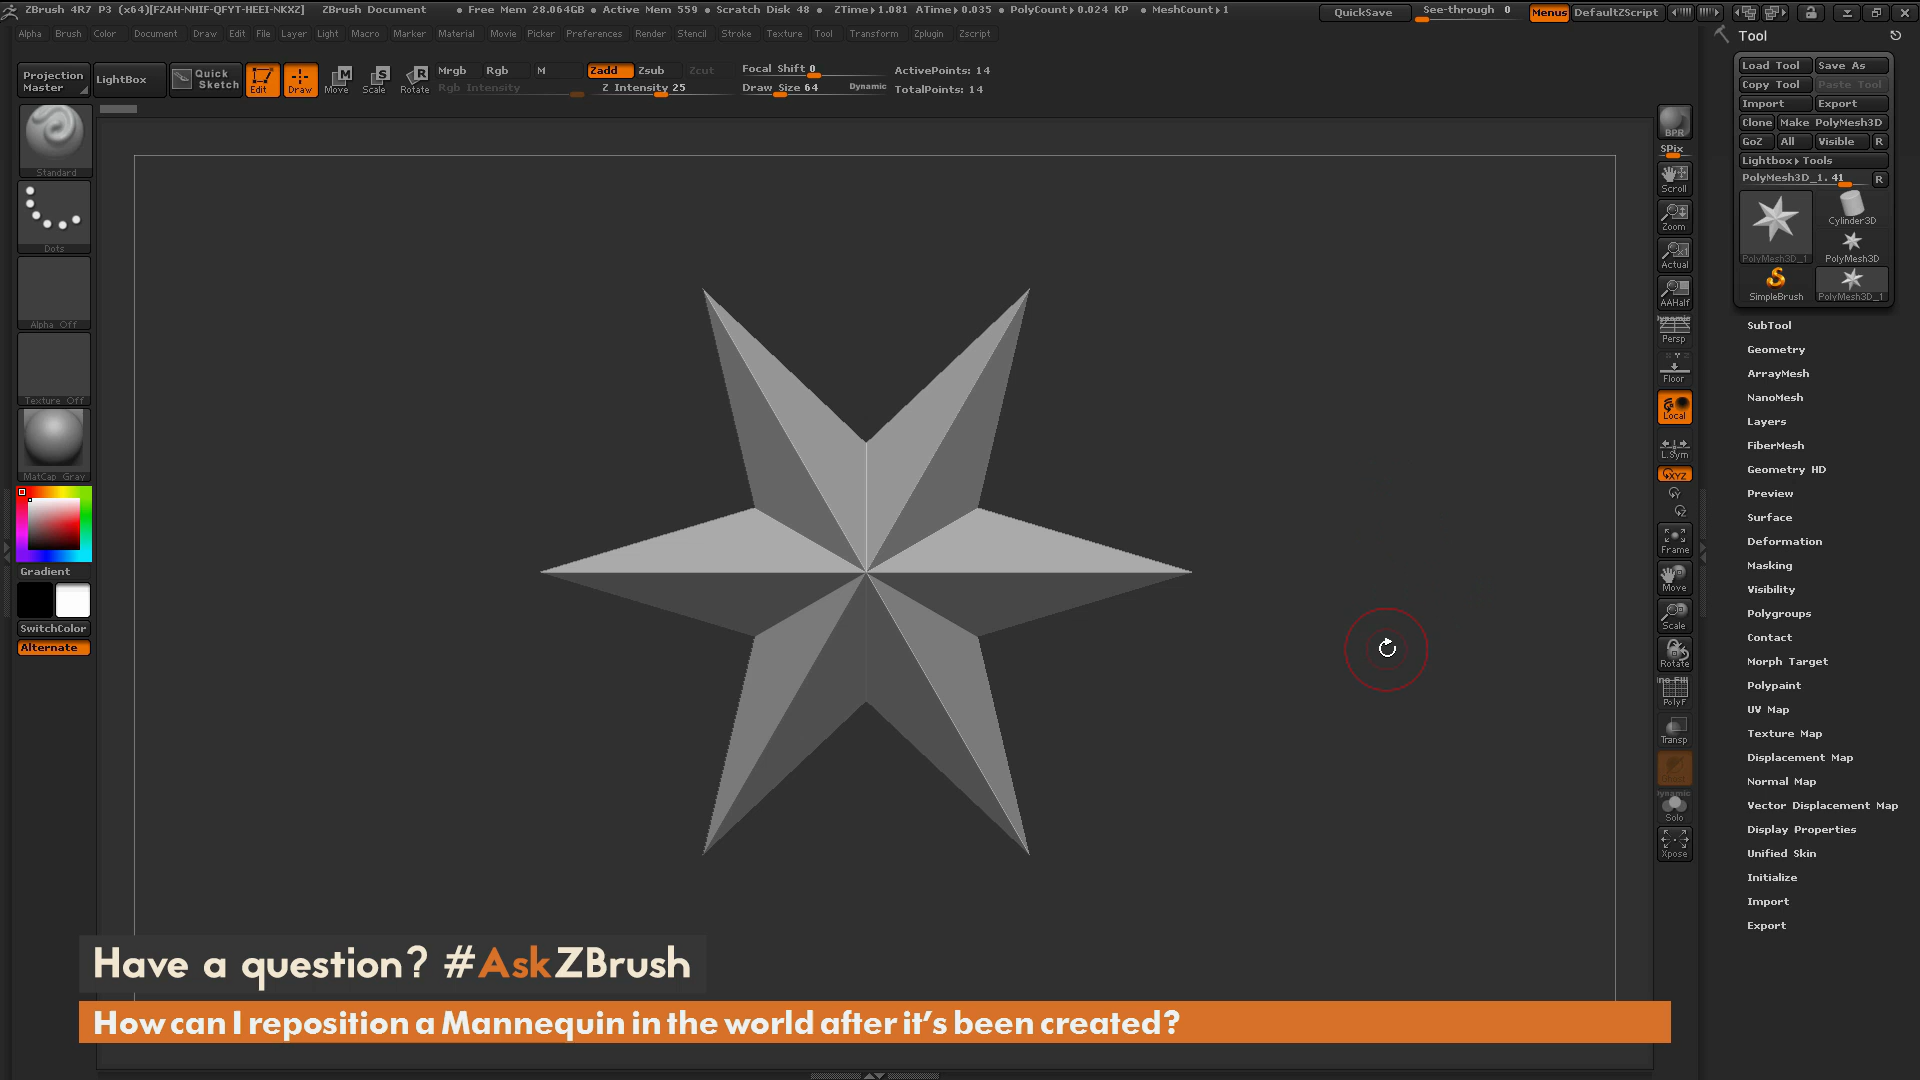 ZBrush 4R7 P3 (x64)[FZAH-NHIF-QFYT-HEEI-NKXZ] ZBrush Document • Free Mem 28.064GB • Active Mem 559 • Scratch Disk 48 • ZTime▸1.081 ATime▸0.035 • PolyCount▸0.024 KP • MeshCount▸1 QuickSave See-through 0 Menus DefaultZScript
Alpha Brush Color Document Draw Edit File Layer Light Macro Marker Material Movie Picker Preferences Render Stencil Stroke Texture Tool Transform Zplugin Zscript
Projection Master
LightBox
Quick Sketch
Edit
Draw
Move
Scale
Rotate
Mrgb Rgb M
Rgb Intensity
Zadd Zsub Zcut
Z Intensity 25
Focal Shift 0
Draw Size 64 Dynamic
ActivePoints: 14
TotalPoints: 14
Standard
Dots
Alpha Off
Texture Off
MatCap Gray
Gradient
SwitchColor
Alternate
BPR
SPix
Scroll
Zoom
Actual
AAHalf
Dynamic
Persp
Floor
Local
L.Sym
XYZ
Y
Z
Frame
Move
Scale
Rotate
PolyF
Transp
Ghost
Dynamic
Solo
Xpose
Tool
Load Tool Save As
Copy Tool Paste Tool
Import Export
Clone Make PolyMesh3D
GoZ All Visible R
Lightbox▸Tools
PolyMesh3D_1. 41 R
PolyMesh3D_1
Cylinder3D
PolyMesh3D
SimpleBrush
PolyMesh3D_1
SubTool
Geometry
ArrayMesh
NanoMesh
Layers
FiberMesh
Geometry HD
Preview
Surface
Deformation
Masking
Visibility
Polygroups
Contact
Morph Target
Polypaint
UV Map
Texture Map
Displacement Map
Normal Map
Vector Displacement Map
Display Properties
Unified Skin
Initialize
Import
Export
Have a question? #AskZBrush
How can I reposition a Mannequin in the world after it's been created?